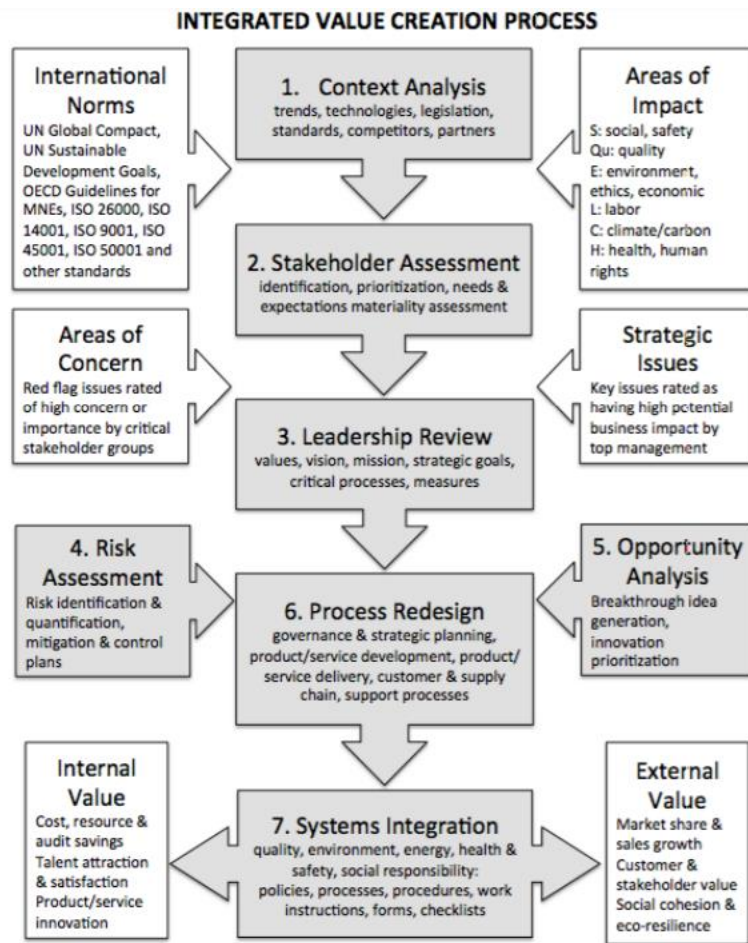 INTEGRATED VALUE CREATION PROCESS
International
Norms
UN Global Compact,
UN Sustainable
Development Goals,
OECD Guidelines for
MNEs, ISO 26000, ISO
14001, ISO 9001, ISO
45001, ISO 50001 and
other standards
1. Context Analysis
trends, technologies, legislation,
standards, competitors, partners
Areas of
Impact
S: social, safety
Qu: quality
E: environment,
ethics, economic
L: labor
C: climate/carbon
H: health, human
rights
2. Stakeholder Assessment
identification, prioritization, needs &
expectations materiality assessment
Areas of
Concern
Red flag issues rated
of high concern or
importance by critical
stakeholder groups
Strategic
Issues
Key issues rated as
having high potential
business impact by
top management
3. Leadership Review
values, vision, mission, strategic goals,
critical processes, measures
4. Risk
Assessment
Risk identification &
quantification,
mitigation & control
plans
5. Opportunity
Analysis
Breakthrough idea
generation,
innovation
prioritization
6. Process Redesign
governance & strategic planning,
product/service development, product/
service delivery, customer & supply
chain, support processes
Internal
Value
Cost, resource &
audit savings
Talent attraction
& satisfaction
Product/service
innovation
7. Systems Integration
quality, environment, energy, health &
safety, social responsibility:
policies, processes, procedures, work
instructions, forms, checklists
External
Value
Market share &
sales growth
Customer &
stakeholder value
Social cohesion &
eco-resilience